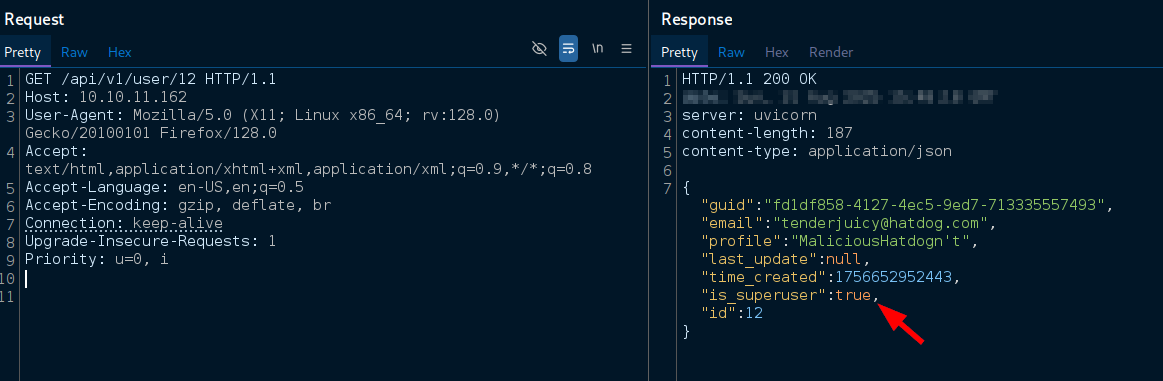 Request
Pretty Raw Hex \n
1 GET /api/v1/user/12 HTTP/1.1
2 Host: 10.10.11.162
3 User-Agent: Mozilla/5.0 (X11; Linux x86_64; rv:128.0)
Gecko/20100101 Firefox/128.0
4 Accept:
text/html,application/xhtml+xml,application/xml;q=0.9,*/*;q=0.8
5 Accept-Language: en-US,en;q=0.5
6 Accept-Encoding: gzip, deflate, br
7 Connection: keep-alive
8 Upgrade-Insecure-Requests: 1
9 Priority: u=0, i
10
11
Response
Pretty Raw Hex Render
1 HTTP/1.1 200 OK
2
3 server: uvicorn
4 content-length: 187
5 content-type: application/json
6
7 {
"guid":"fd1df858-4127-4ec5-9ed7-713335557493",
"email":"tenderjuicy@hatdog.com",
"profile":"MaliciousHatdogn't",
"last_update":null,
"time_created":1756652952443,
"is_superuser":true,
"id":12
}